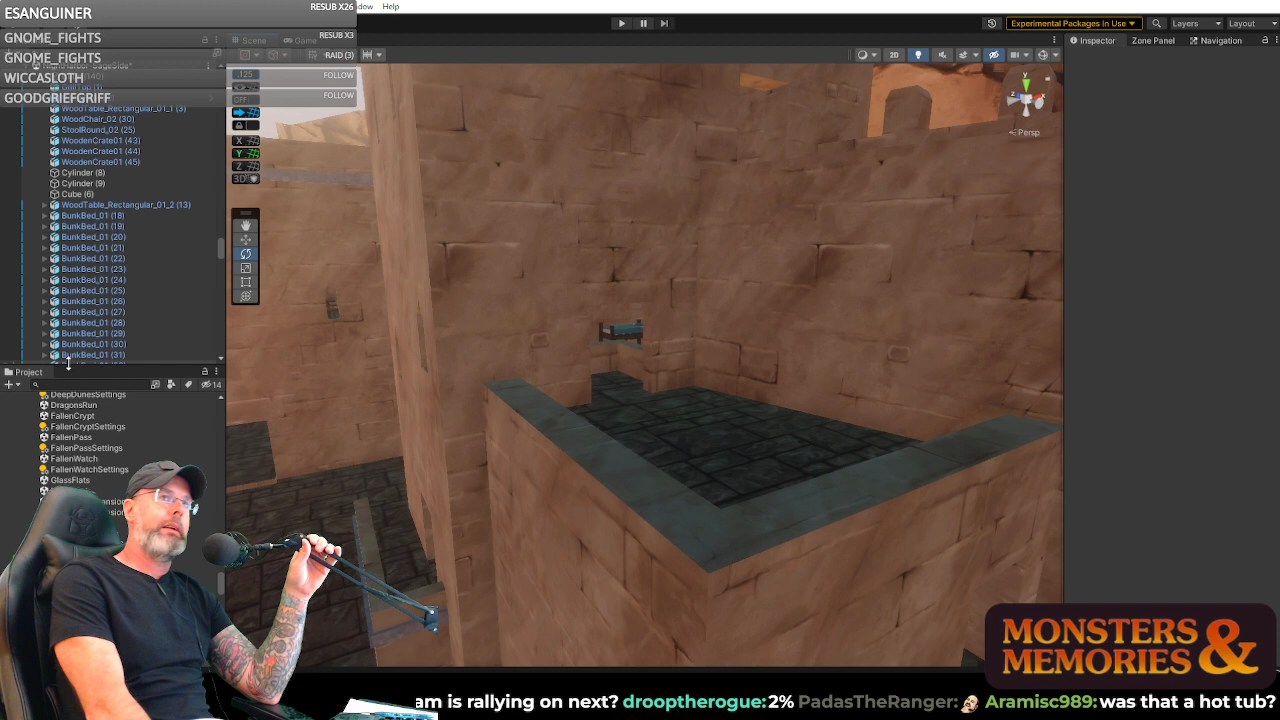 ESANGUINER RESUB X26
GNOME_FIGHTS RESUB X3
GNOME_FIGHTS RAID (3)
WICCASLOTH FOLLOW
GOODGRIEFGRIFF FOLLOW
Help
Experimental Packages In Use
Layers
Layout
Inspector
Zone Panel
Navigation
Scene
Game
.125
OFF
X
Y
Z
3D
2D
Persp
WoodTable_Rectangular_01_1 (3)
WoodChair_02 (30)
StoolRound_02 (25)
WoodenCrate01 (43)
WoodenCrate01 (44)
WoodenCrate01 (45)
Cylinder (8)
Cylinder (9)
Cube (6)
WoodTable_Rectangular_01_2 (13)
BunkBed_01 (18)
BunkBed_01 (19)
BunkBed_01 (20)
BunkBed_01 (21)
BunkBed_01 (22)
BunkBed_01 (23)
BunkBed_01 (24)
BunkBed_01 (25)
BunkBed_01 (26)
BunkBed_01 (27)
BunkBed_01 (28)
BunkBed_01 (29)
BunkBed_01 (30)
BunkBed_01 (31)
Project
14
DeepDunesSettings
DragonsRun
FallenCrypt
FallenCryptSettings
FallenPass
FallenPassSettings
FallenWatch
FallenWatchSettings
GlassFlats
MONSTERS &
MEMORIES
am is rallying on next? drooptherogue: 2% PadasTheRanger: Aramisc989: was that a hot tub?